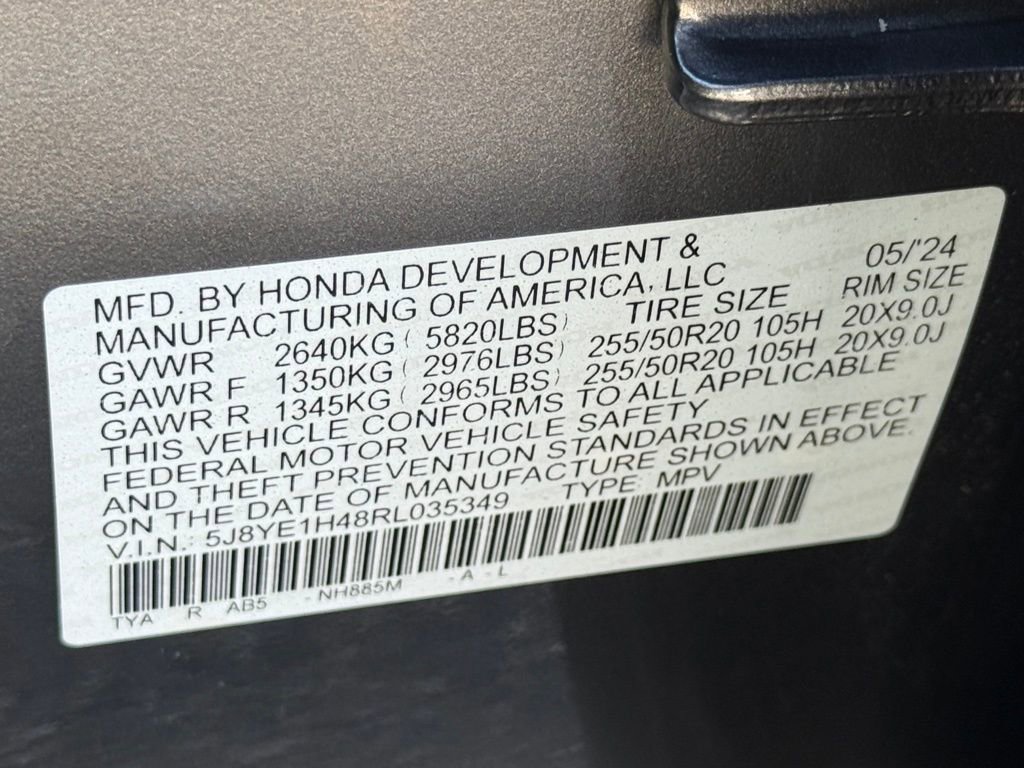 MFD. BY HONDA DEVELOPMENT & 05/'24
MANUFACTURING OF AMERICA, LLC RIM SIZE
GVWR 2640KG ( 5820LBS) TIRE SIZE
GAWR F 1350KG ( 2976LBS) 255/50R20 105H 20X9.0J
GAWR R 1345KG ( 2965LBS) 255/50R20 105H 20X9.0J
THIS VEHICLE CONFORMS TO ALL APPLICABLE
FEDERAL MOTOR VEHICLE SAFETY
AND THEFT PREVENTION STANDARDS IN EFFECT
ON THE DATE OF MANUFACTURE SHOWN ABOVE.
V.I.N.: 5J8YE1H48RL035349 TYPE: MPV
TYA R AB5 -NH885M -A-L